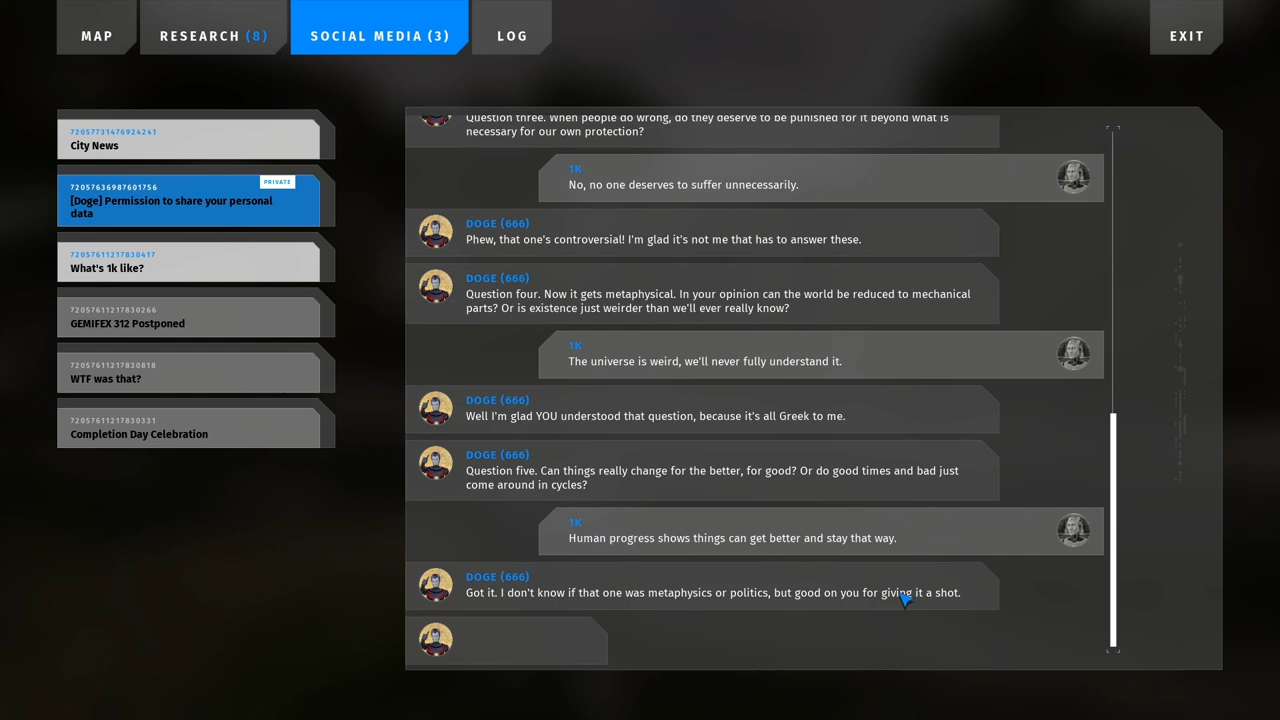 MAP
RESEARCH (8)
SOCIAL MEDIA (3)
LOG
EXIT
72057731476924241
City News
72057636987601756
PRIVATE
[Doge] Permission to share your personal
data
72057611217830417
What's 1k like?
72057611217830266
GEMIFEX 312 Postponed
72057611217830818
WTF was that?
72057611217830331
Completion Day Celebration
Question three. When people do wrong, do they deserve to be punished for it beyond what is
necessary for our own protection?
1K
No, no one deserves to suffer unnecessarily.
DOGE (666)
Phew, that one's controversial! I'm glad it's not me that has to answer these.
DOGE (666)
Question four. Now it gets metaphysical. In your opinion can the world be reduced to mechanical
parts? Or is existence just weirder than we'll ever really know?
1K
The universe is weird, we'll never fully understand it.
DOGE (666)
Well I'm glad YOU understood that question, because it's all Greek to me.
DOGE (666)
Question five. Can things really change for the better, for good? Or do good times and bad just
come around in cycles?
1K
Human progress shows things can get better and stay that way.
DOGE (666)
Got it. I don't know if that one was metaphysics or politics, but good on you for giving it a shot.